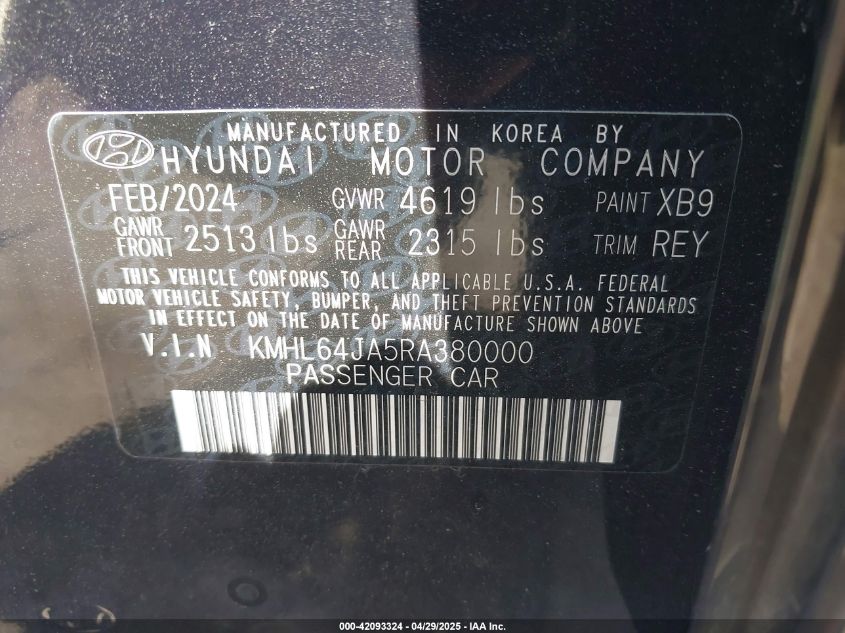 MANUFACTURED IN KOREA BY
HYUNDAI MOTOR COMPANY
FEB/2024 GVWR 4619 lbs PAINT XB9
GAWR FRONT 2513 lbs GAWR REAR 2315 lbs TRIM REY
THIS VEHICLE CONFORMS TO ALL APPLICABLE U.S.A. FEDERAL
MOTOR VEHICLE SAFETY, BUMPER, AND THEFT PREVENTION STANDARDS
IN EFFECT ON THE DATE OF MANUFACTURE SHOWN ABOVE
V.I.N KMHL64JA5RA380000
PASSENGER CAR
000-42093324 - 04/29/2025 - IAA Inc.